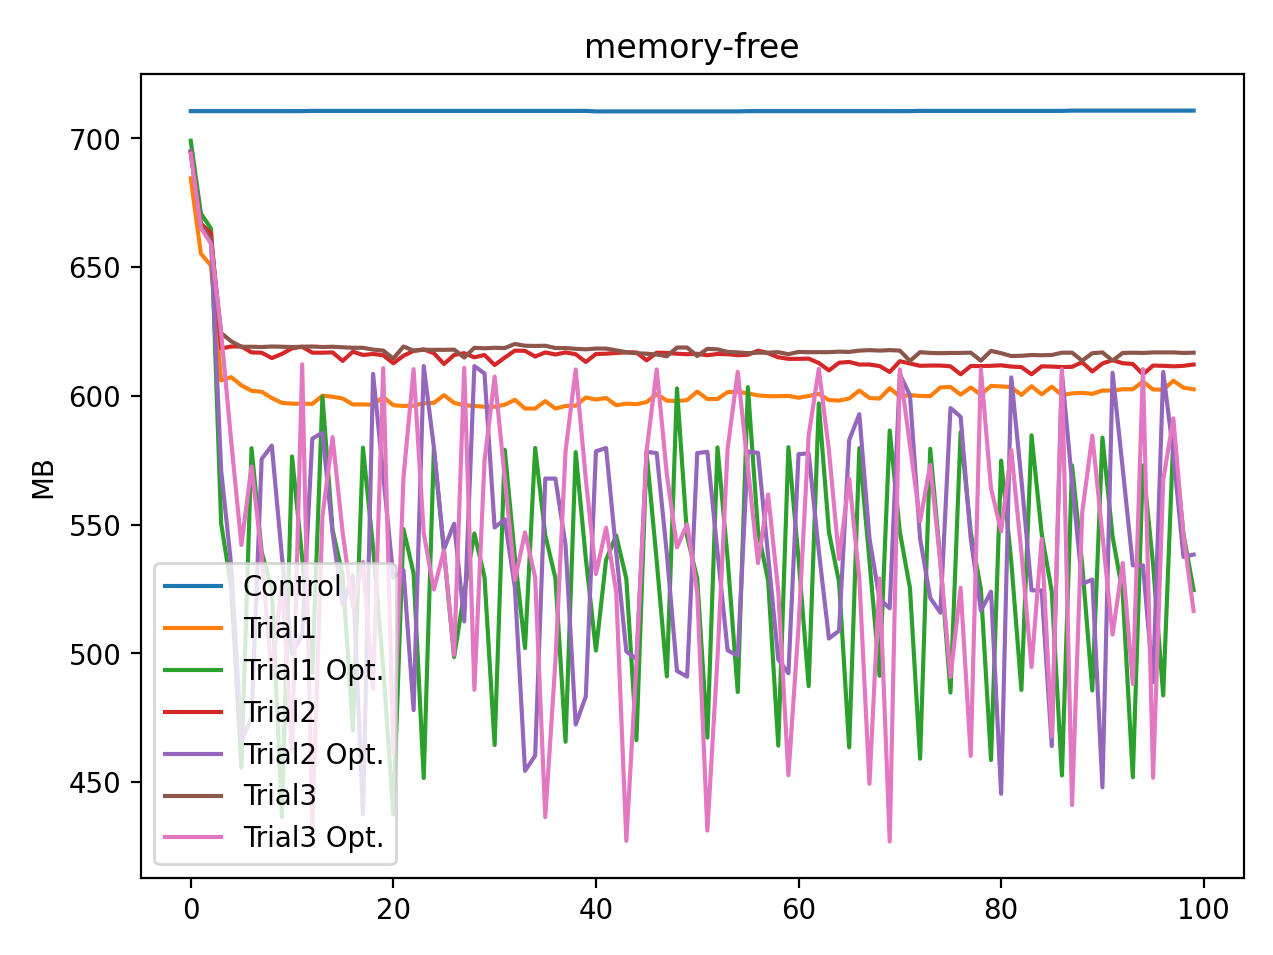 memory-free
MB
700
650
600
550
500
450
Control
Trial1
Trial1 Opt.
Trial2
Trial2 Opt.
Trial3
Trial3 Opt.
0 20 40 60 80 100